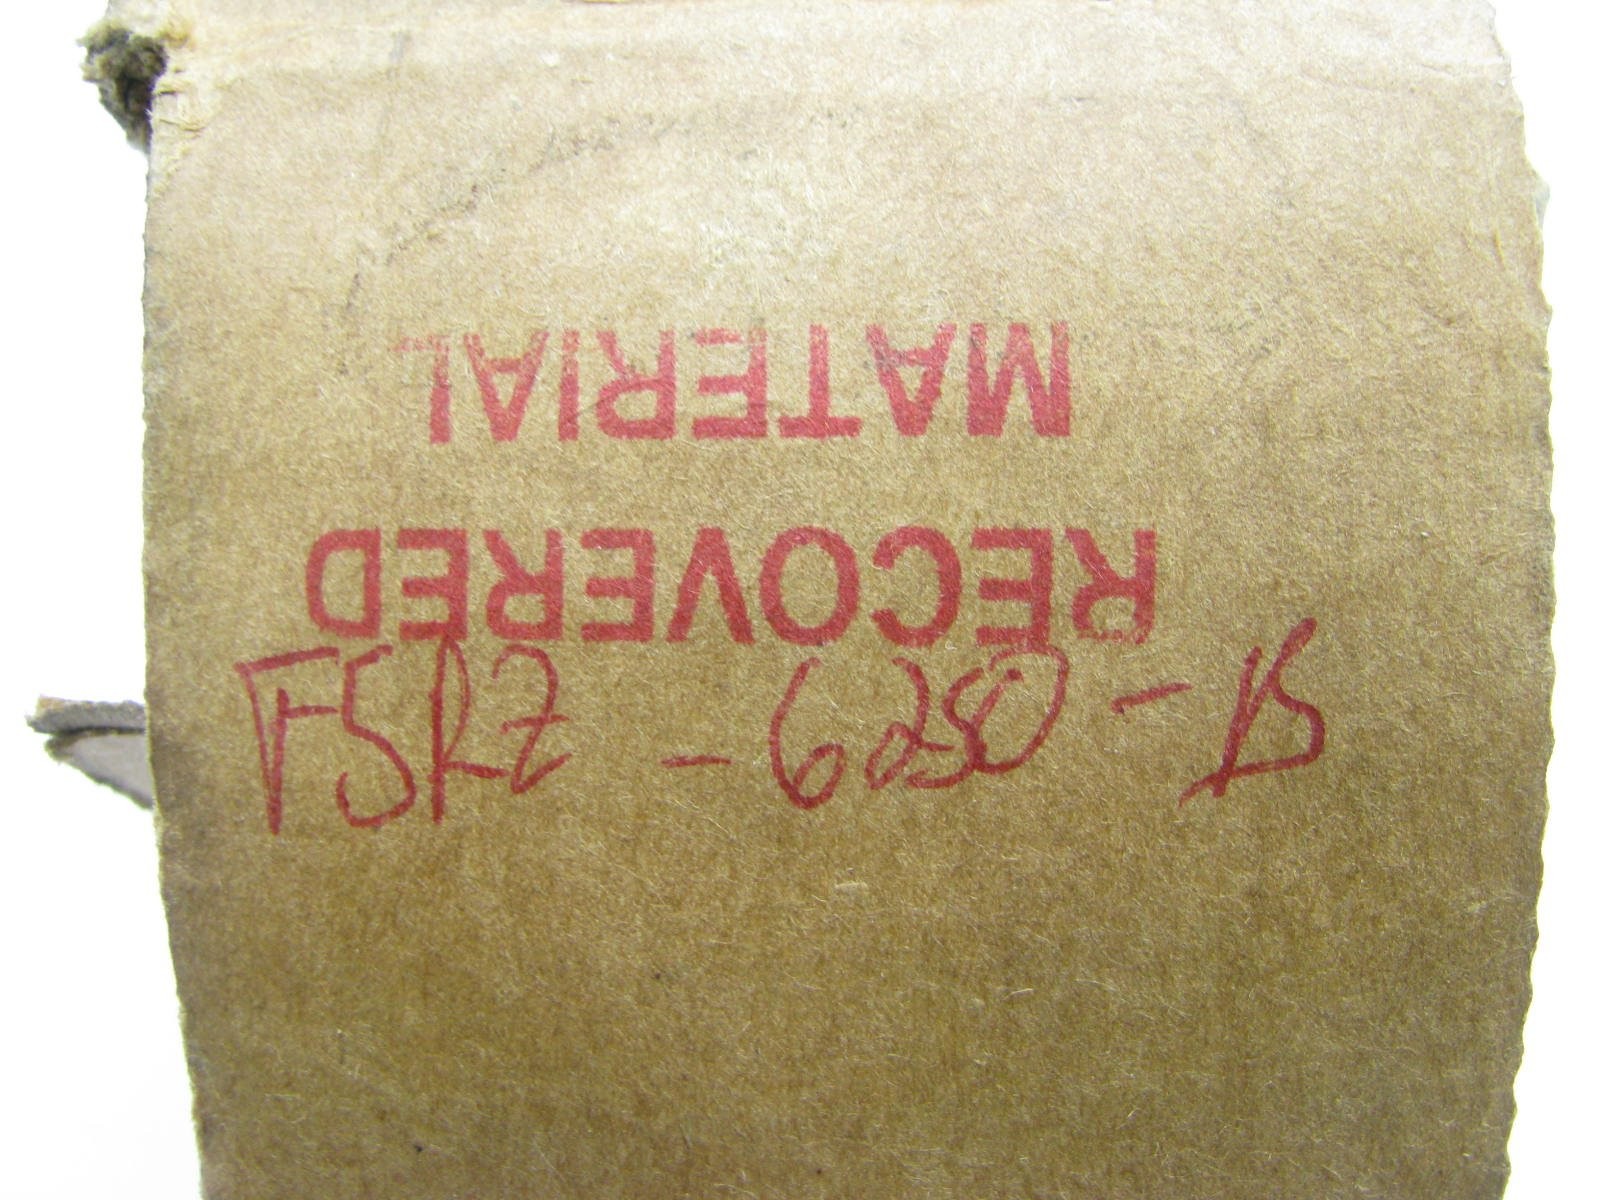 RECOVERED
MATERIAL
F5RZ - 6250 - B